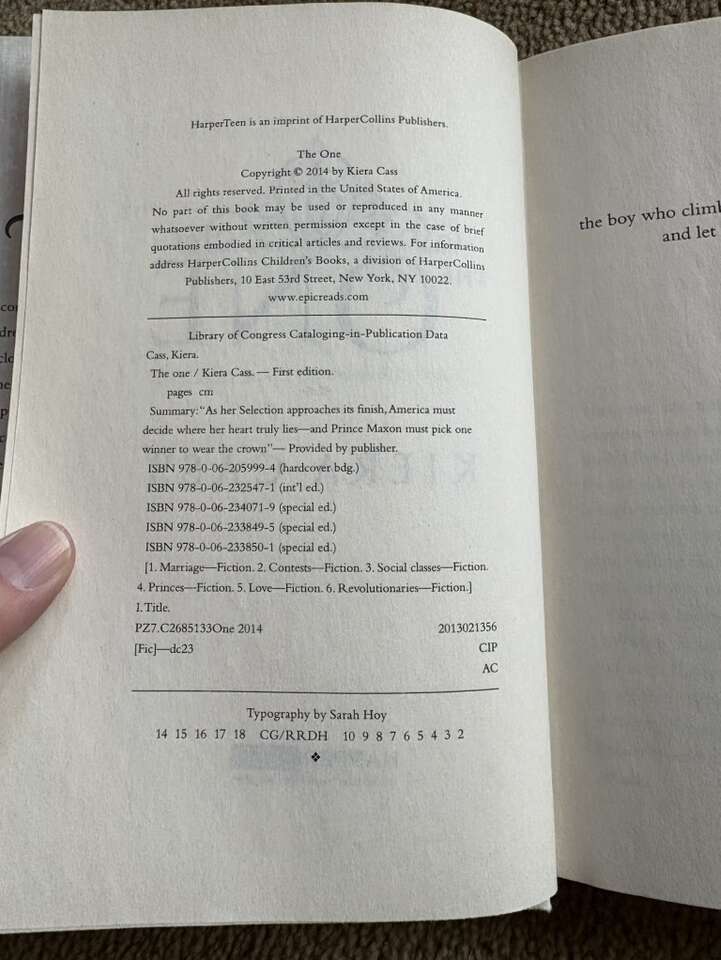 HarperTeen is an imprint of HarperCollins Publishers.
The One
Copyright © 2014 by Kiera Cass
All rights reserved. Printed in the United States of America.
No part of this book may be used or reproduced in any manner
whatsoever without written permission except in the case of brief
quotations embodied in critical articles and reviews. For information
address HarperCollins Children's Books, a division of HarperCollins
Publishers, 10 East 53rd Street, New York, NY 10022.
www.epicreads.com
Library of Congress Cataloging-in-Publication Data
Cass, Kiera.
The one / Kiera Cass. — First edition.
pages cm
Summary: "As her Selection approaches its finish, America must
decide where her heart truly lies—and Prince Maxon must pick one
winner to wear the crown"— Provided by publisher.
ISBN 978-0-06-205999-4 (hardcover bdg.)
ISBN 978-0-06-232547-1 (int'l ed.)
ISBN 978-0-06-234071-9 (special ed.)
ISBN 978-0-06-233849-5 (special ed.)
ISBN 978-0-06-233850-1 (special ed.)
[1. Marriage—Fiction. 2. Contests—Fiction. 3. Social classes—Fiction.
4. Princes—Fiction. 5. Love—Fiction. 6. Revolutionaries—Fiction.]
I. Title.
PZ7.C2685133One 2014 2013021356
[Fic]—dc23 CIP
AC
Typography by Sarah Hoy
14 15 16 17 18 CG/RRDH 10 9 8 7 6 5 4 3 2
❖
the boy who climb
and let